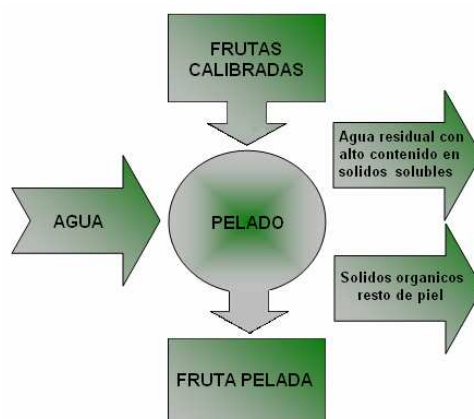 FRUTAS
CALIBRADAS
Agua residual con
alto contenido en
solidos solubles
AGUA
PELADO
Solidos organicos
resto de piel
FRUTA PELADA